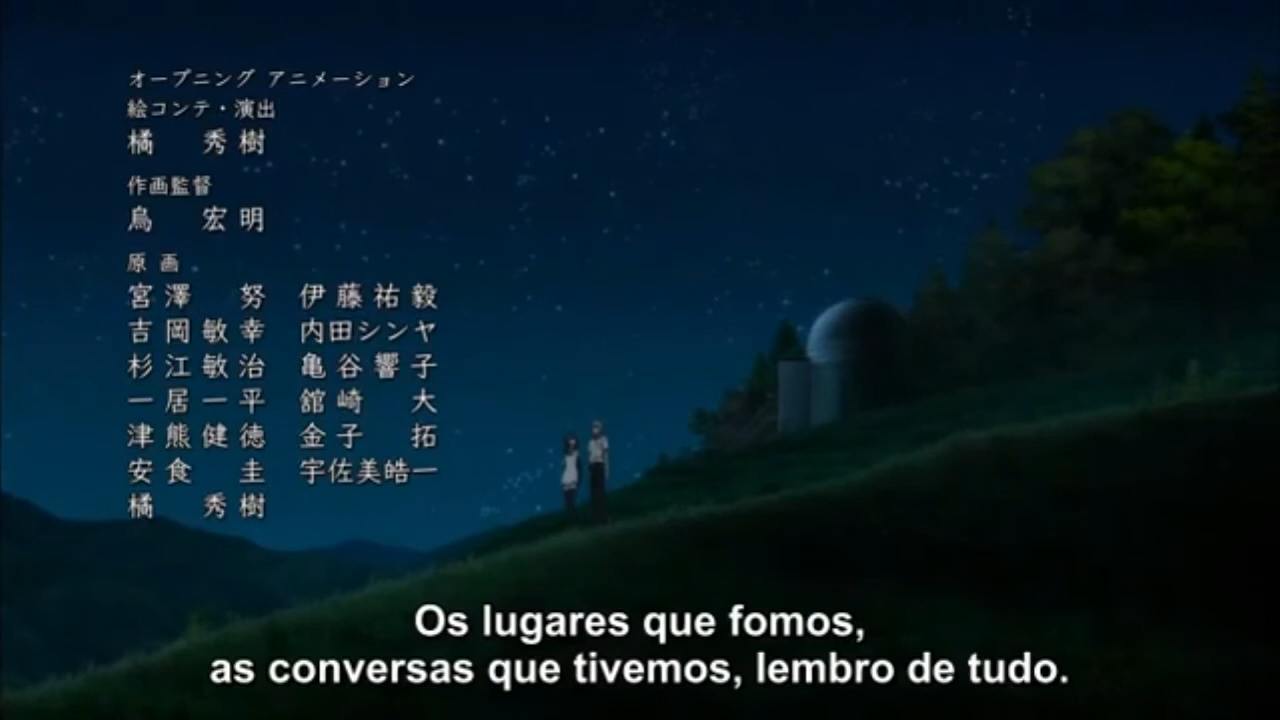 オープニング アニメーション
絵コンテ・演出
橘 秀樹
作画監督
鳥 宏明
原画
宮澤 努 伊藤祐毅
吉岡敏幸 内田シンヤ
杉江敏治 亀谷響子
一居一平 舘崎 大
津熊健徳 金子 拓
安食 圭 宇佐美皓一
橘 秀樹
Os lugares que fomos,
as conversas que tivemos, lembro de tudo.